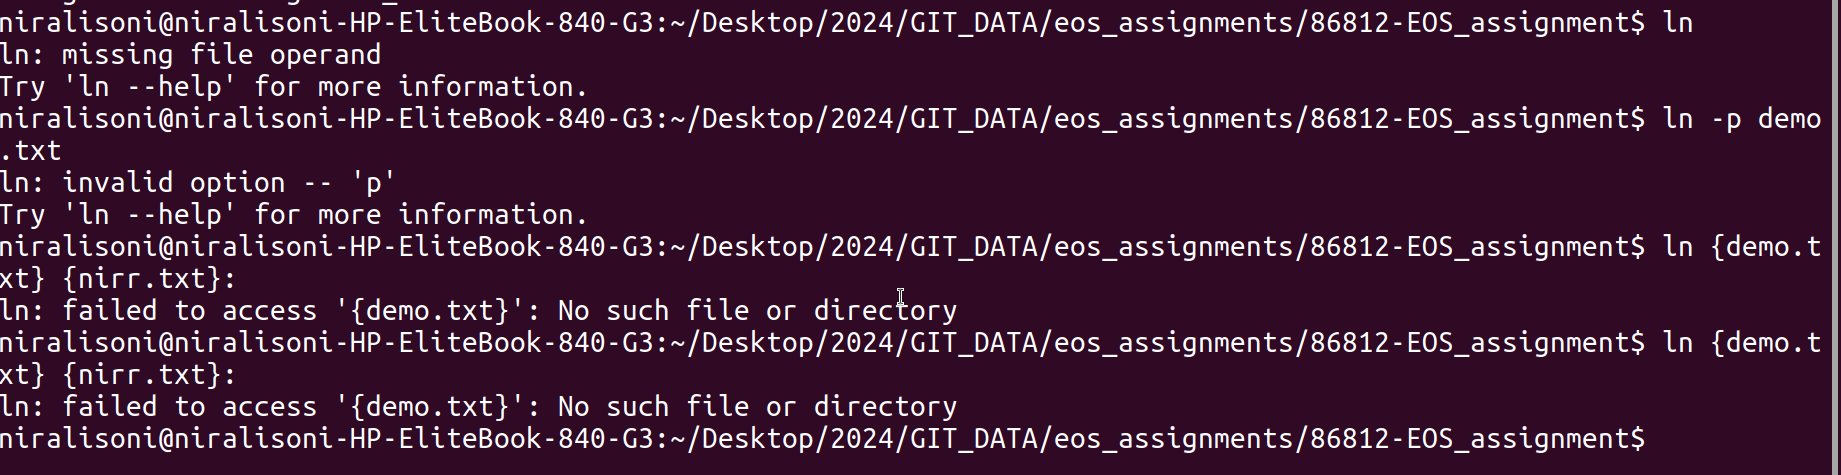 niralisoni@niralisoni-HP-EliteBook-840-G3:~/Desktop/2024/GIT_DATA/eos_assignments/86812-EOS_assignment$ ln
ln: missing file operand
Try 'ln --help' for more information.
niralisoni@niralisoni-HP-EliteBook-840-G3:~/Desktop/2024/GIT_DATA/eos_assignments/86812-EOS_assignment$ ln -p demo
.txt
ln: invalid option -- 'p'
Try 'ln --help' for more information.
niralisoni@niralisoni-HP-EliteBook-840-G3:~/Desktop/2024/GIT_DATA/eos_assignments/86812-EOS_assignment$ ln {demo.t
xt} {nirr.txt}:
ln: failed to access '{demo.txt}': No such file or directory
niralisoni@niralisoni-HP-EliteBook-840-G3:~/Desktop/2024/GIT_DATA/eos_assignments/86812-EOS_assignment$ ln {demo.t
xt} {nirr.txt}:
ln: failed to access '{demo.txt}': No such file or directory
niralisoni@niralisoni-HP-EliteBook-840-G3:~/Desktop/2024/GIT_DATA/eos_assignments/86812-EOS_assignment$